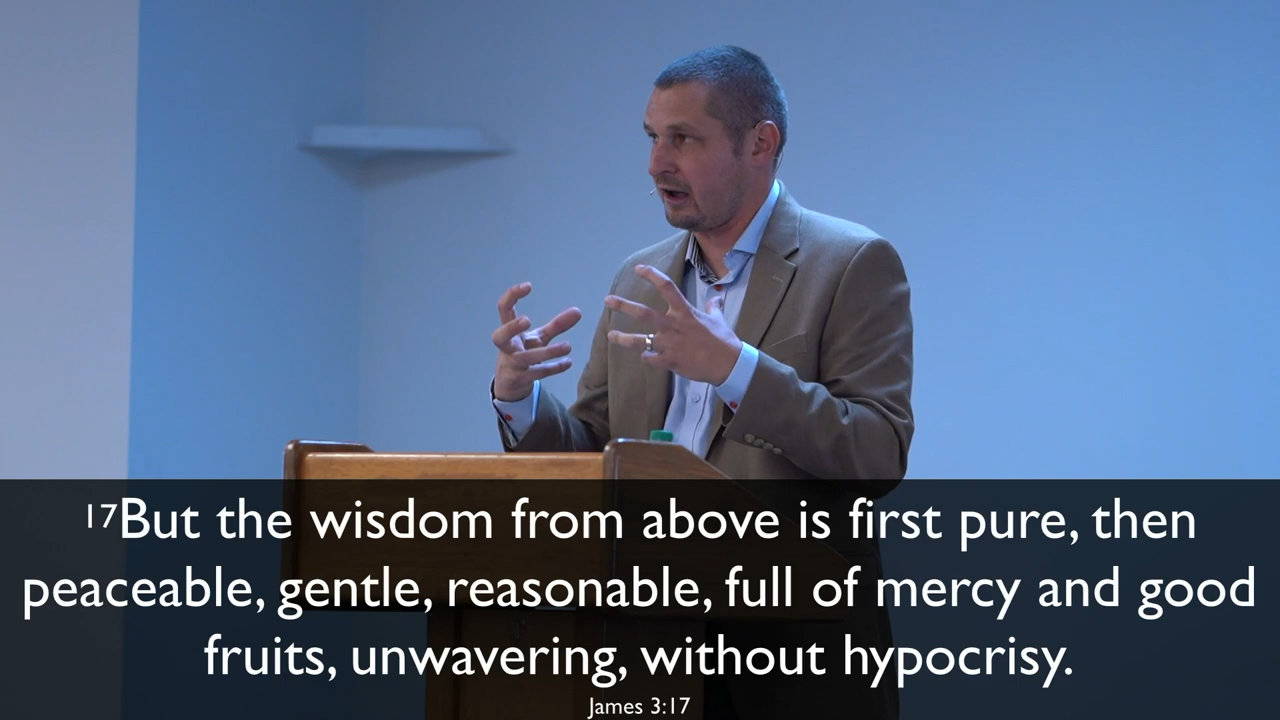 17But the wisdom from above is first pure, then
peaceable, gentle, reasonable, full of mercy and good
fruits, unwavering, without hypocrisy.
James 3:17